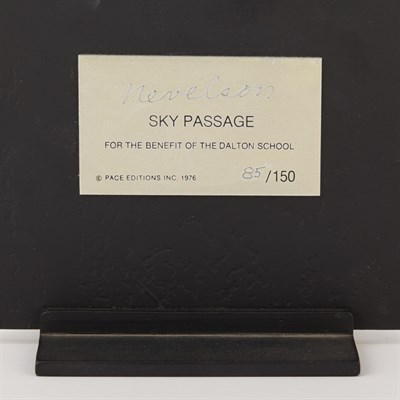 Nevelson
SKY PASSAGE
FOR THE BENEFIT OF THE DALTON SCHOOL
© PACE EDITIONS INC. 1976 85/150